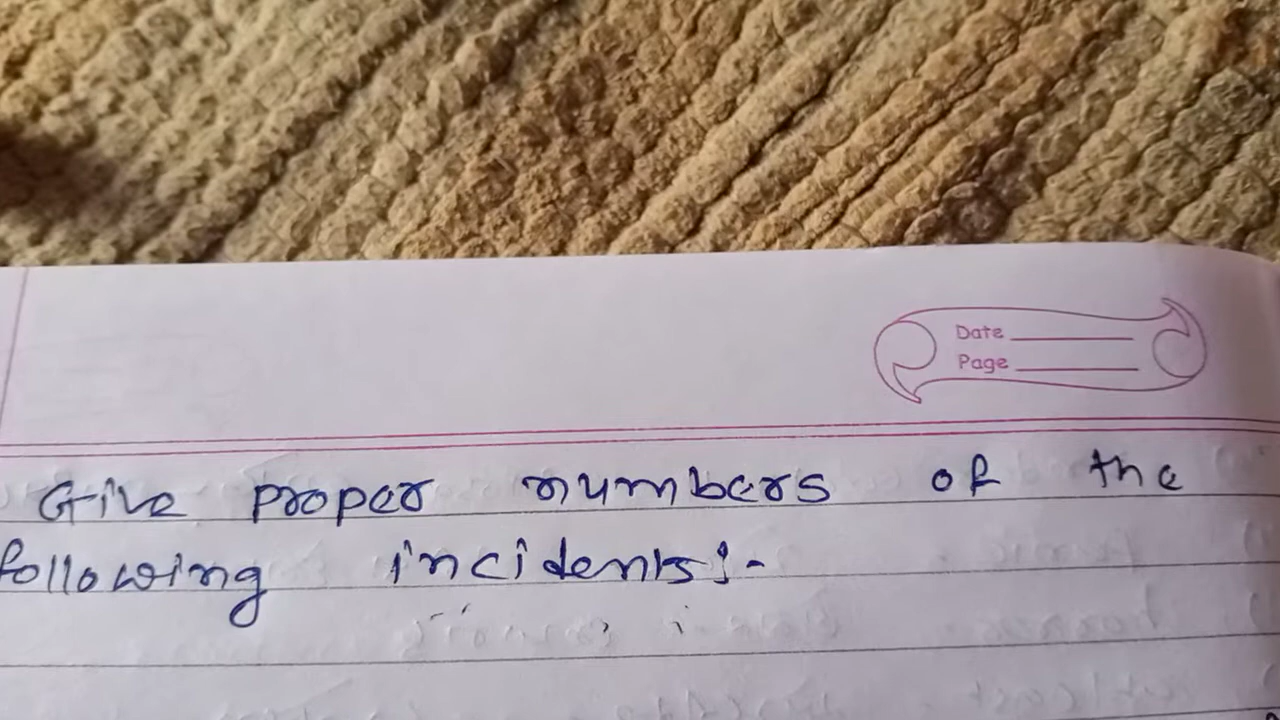 Date
Page
Give proper numbers of the
following incidents:-